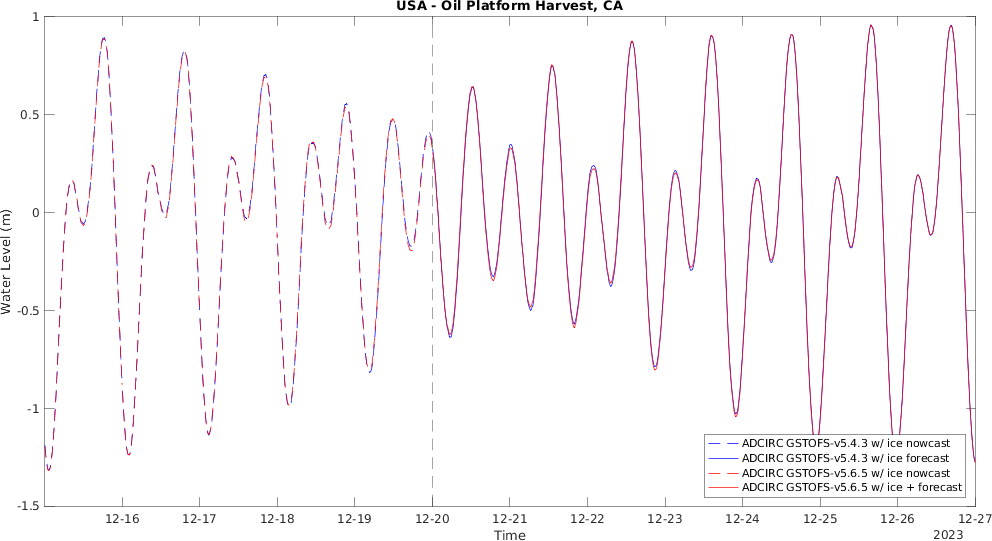 USA - Oil Platform Harvest, CA
1
0.5
0
-0.5
-1
-1.5
Water Level (m)
12-16 12-17 12-18 12-19 12-20 12-21 12-22 12-23 12-24 12-25 12-26 12-27
Time
2023
ADCIRC GSTOFS-v5.4.3 w/ ice nowcast
ADCIRC GSTOFS-v5.4.3 w/ ice forecast
ADCIRC GSTOFS-v5.6.5 w/ ice nowcast
ADCIRC GSTOFS-v5.6.5 w/ ice + forecast